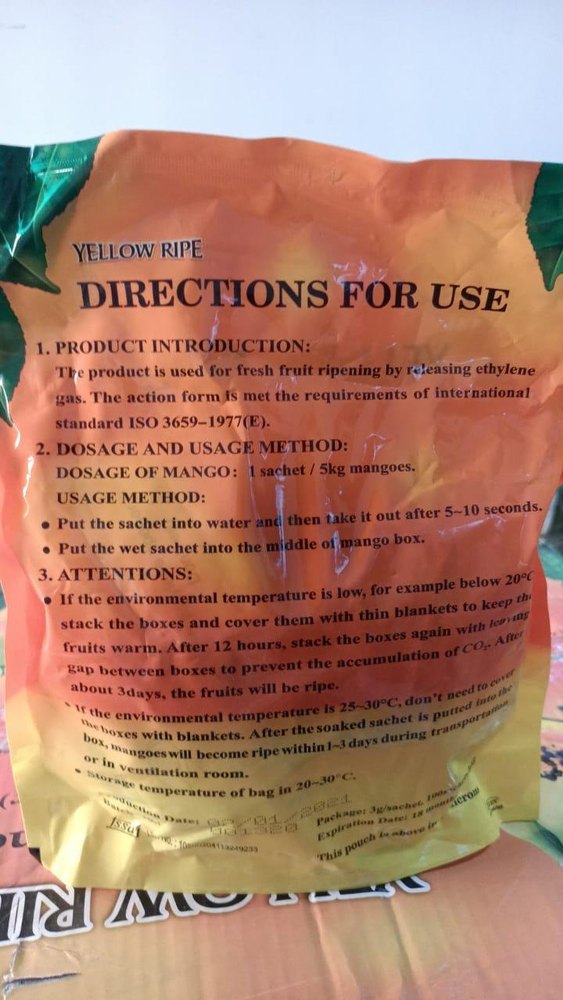 YELLOW RIPE
DIRECTIONS FOR USE
1. PRODUCT INTRODUCTION:
The product is used for fresh fruit ripening by releasing ethylene
gas. The action form is met the requirements of international
standard ISO 3659-1977(E).
2. DOSAGE AND USAGE METHOD:
DOSAGE OF MANGO: 1 sachet / 5kg mangoes.
USAGE METHOD:
• Put the sachet into water and then take it out after 5~10 seconds.
• Put the wet sachet into the middle of mango box.
3. ATTENTIONS:
• If the environmental temperature is low, for example below 20°C
stack the boxes and cover them with thin blankets to keep the
fruits warm. After 12 hours, stack the boxes again with leaving
gap between boxes to prevent the accumulation of CO₂. After
about 3days, the fruits will be ripe.
• If the environmental temperature is 25~30°C, don't need to cover
the boxes with blankets. After the soaked sachet is putted into the
box, mangoes will become ripe within 1~3 days during transportation
or in ventilation room.
• Storage temperature of bag in 20~30°C.
Production Date: 02/01/2021
Package: 3g/sachet,
Expiration Date: 18
This pouch is above
YELLOW